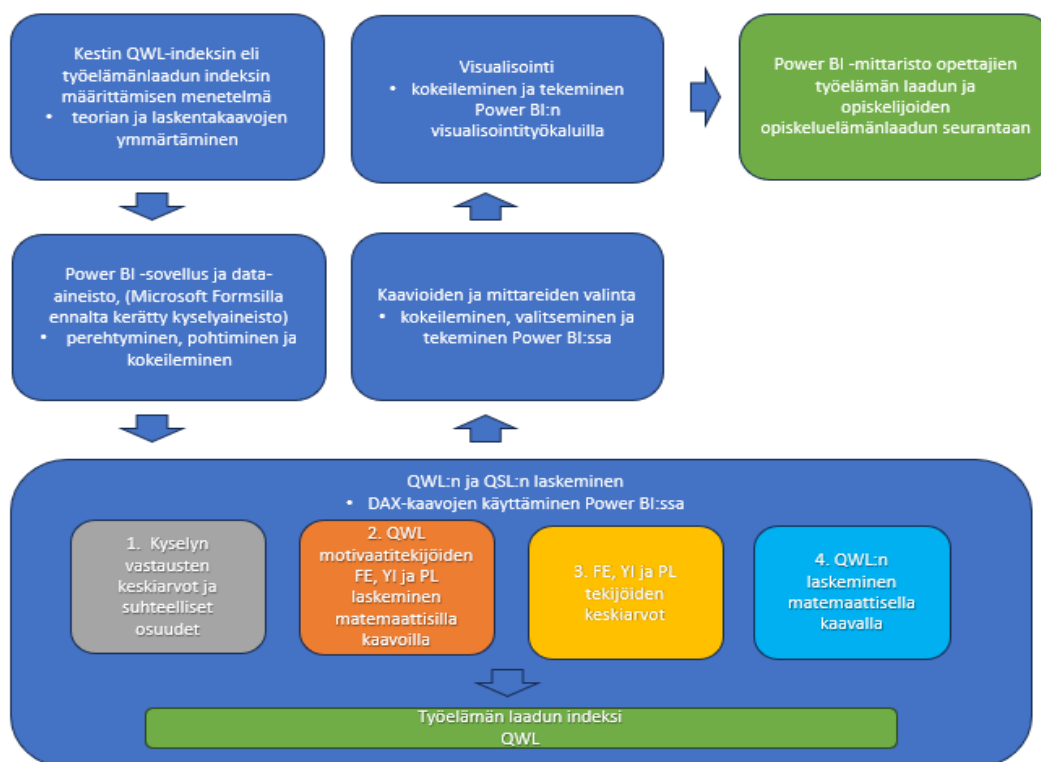 Kestin QWL-indeksin eli
työelämänlaadun indeksin
määrittämisen menetelmä
• teorian ja laskentakaavojen
ymmärtäminen
Power BI -sovellus ja data-
aineisto, (Microsoft Formsilla
ennalta kerätty kyselyaineisto)
• perehtyminen, pohtiminen ja
kokeileminen
QWL:n ja QSL:n laskeminen
• DAX-kaavojen käyttäminen Power BI:ssa
1. Kyselyn
vastausten
keskiarvot ja
suhteelliset
osuudet
2. QWL
motivaatitekijöiden
FE, YI ja PL
laskeminen
matemaattisilla
kaavoilla
3. FE, YI ja PL
tekijöiden
keskiarvot
4. QWL:n
laskeminen
matemaattisella
kaavalla
Työelämän laadun indeksi
QWL
Kaavioiden ja mittareiden valinta
• kokeileminen, valitseminen ja
tekeminen Power BI:ssa
Visualisointi
• kokeileminen ja tekeminen
Power BI:n
visualisointityökaluilla
Power BI -mittaristo opettajien
työelämän laadun ja
opiskelijoiden
opiskeluelämänlaadun seurantaan